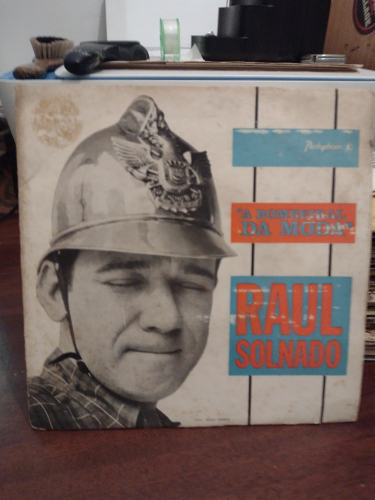 Parlophone
"A BOMBEIRAL
DA MODA"
RAUL
SOLNADO